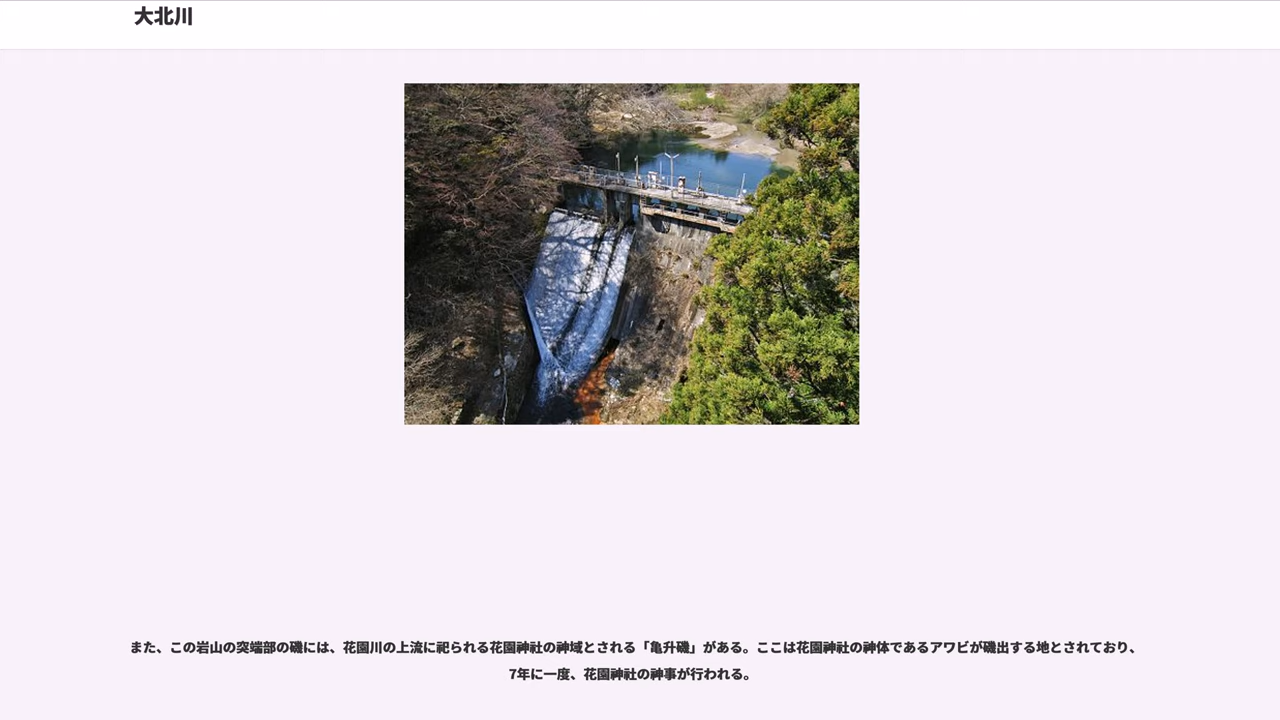 大北川
また、この岩山の突端部の磯には、花園川の上流に祀られる花園神社の神域とされる「亀升磯」がある。ここは花園神社の神体であるアワビが磯出する地とされており、
7年に一度、花園神社の神事が行われる。